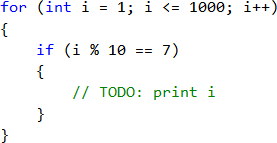 for (int i = 1; i <= 1000; i++)
{
    if (i % 10 == 7)
    {
        // TODO: print i
    }
}